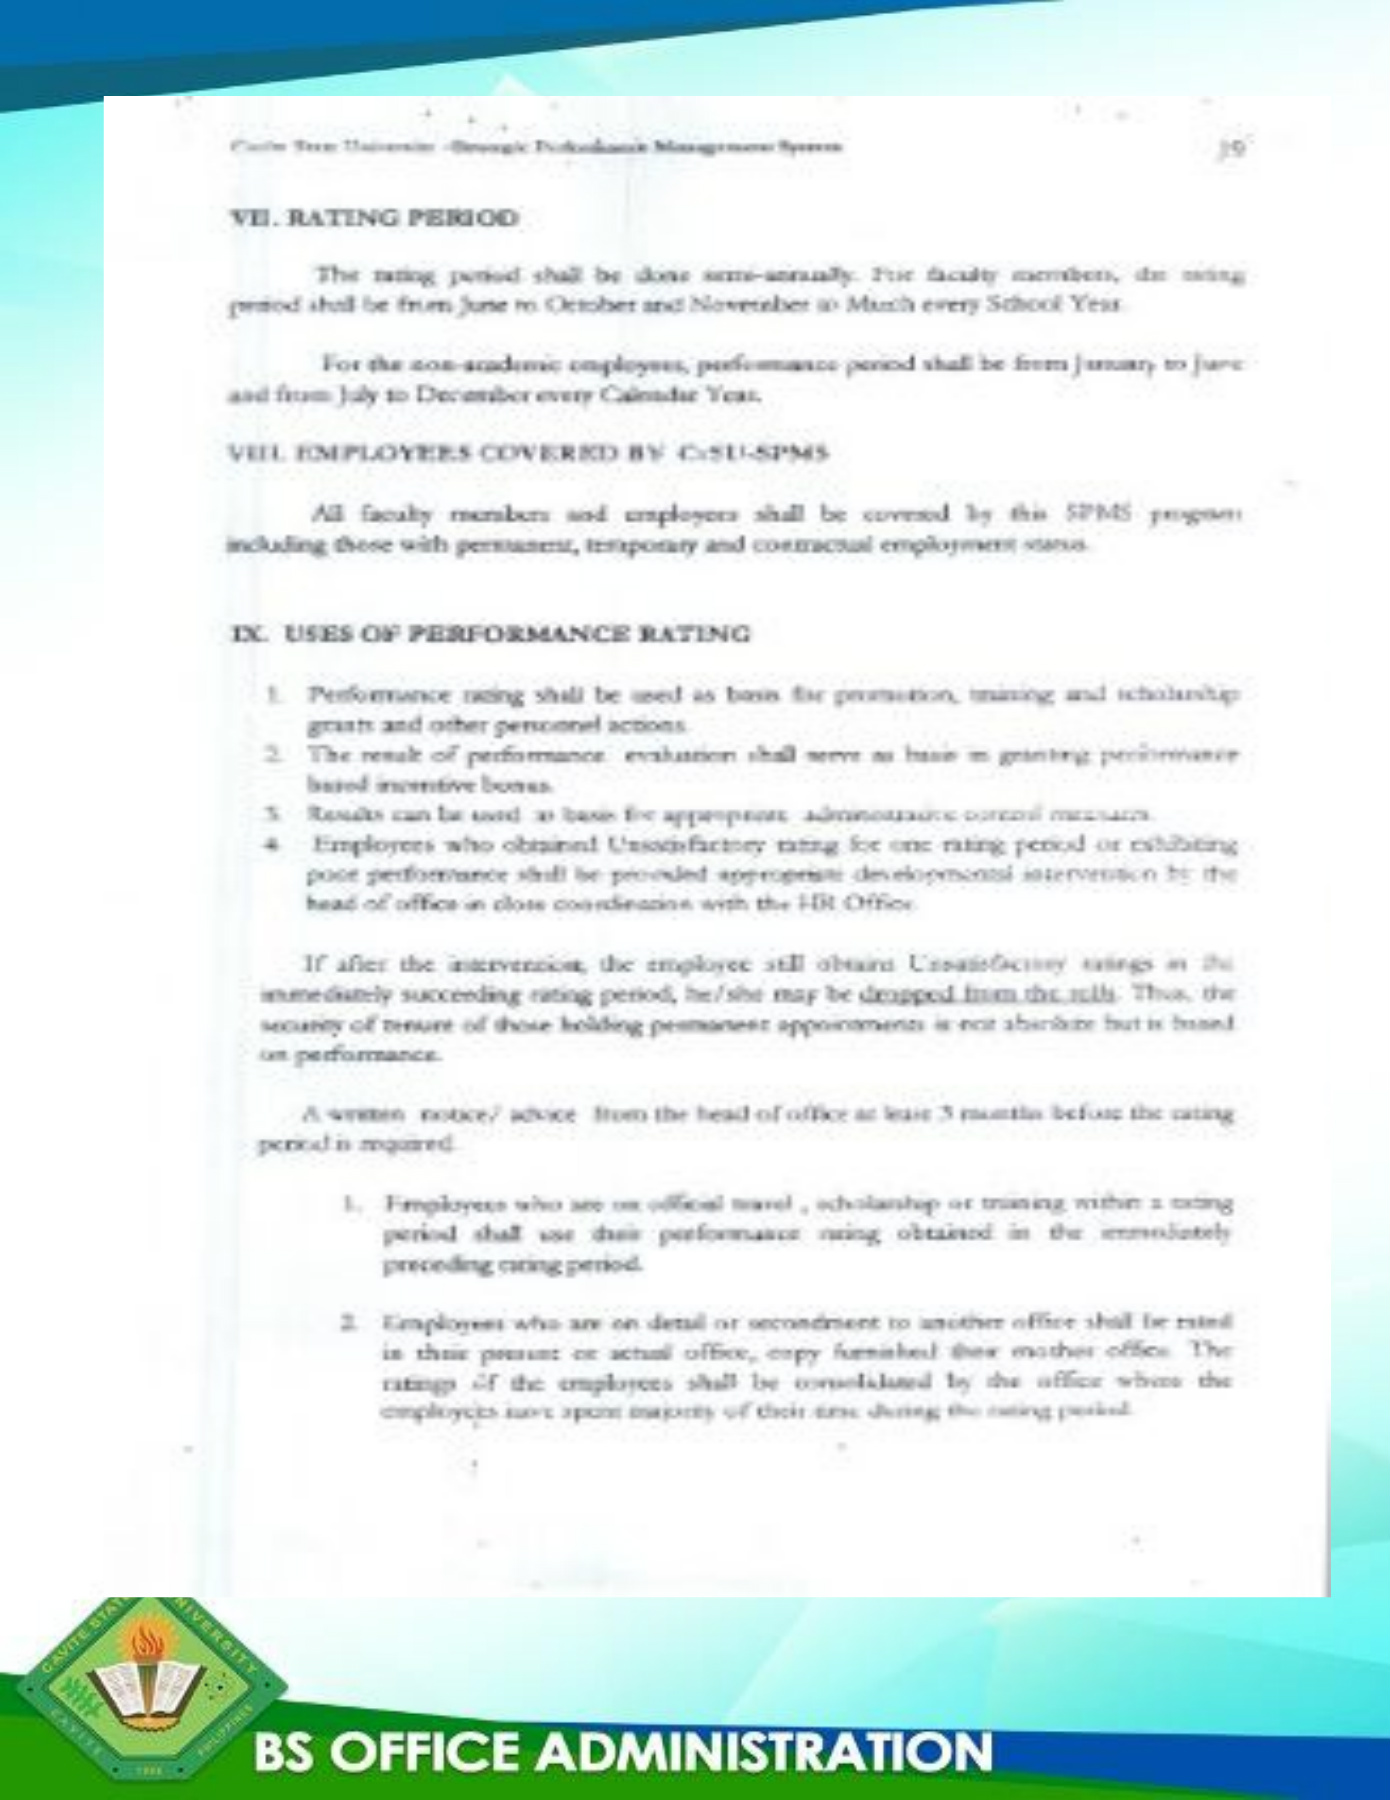 Cavite State University -Strategic Performance Management System 19
VII. RATING PERIOD
The rating period shall be done semi-annually. For faculty members, the rating
period shall be from June to October and November to March every School Year.
For the non-academic employees, performance period shall be from January to June
and from July to December every Calendar Year.
VIII. EMPLOYEES COVERED BY CvSU-SPMS
All faculty members and employees shall be covered by this SPMS program
including those with permanent, temporary and contractual employment status.
IX. USES OF PERFORMANCE RATING
1. Performance rating shall be used as basis for promotion, training and scholarship
grants and other personnel actions.
2. The result of performance evaluation shall serve as basis in granting performance
based incentive bonus.
3. Results can be used as basis for appropriate administrative control measures.
4. Employees who obtained Unsatisfactory rating for one rating period or exhibiting
poor performance shall be provided appropriate developmental intervention by the
head of office in close coordination with the HR Office.
If after the intervention, the employee still obtains Unsatisfactory ratings in the
immediately succeeding rating period, he/she may be dropped from the rolls. Thus, the
security of tenure of those holding permanent appointments is not absolute but is based
on performance.
A written notice/ advice from the head of office at least 3 months before the rating
period is required.
1. Employees who are on official travel , scholarship or training within a rating
period shall use their performance rating obtained in the immediately
preceding rating period.
2. Employees who are on detail or secondment to another office shall be rated
in their present or actual office, copy furnished their mother office. The
ratings of the employees shall be consolidated by the office where the
employees have spent majority of their time during the rating period.
CAVITE STATE UNIVERSITY
CAVITE PHILIPPINES
1906
BS OFFICE ADMINISTRATION